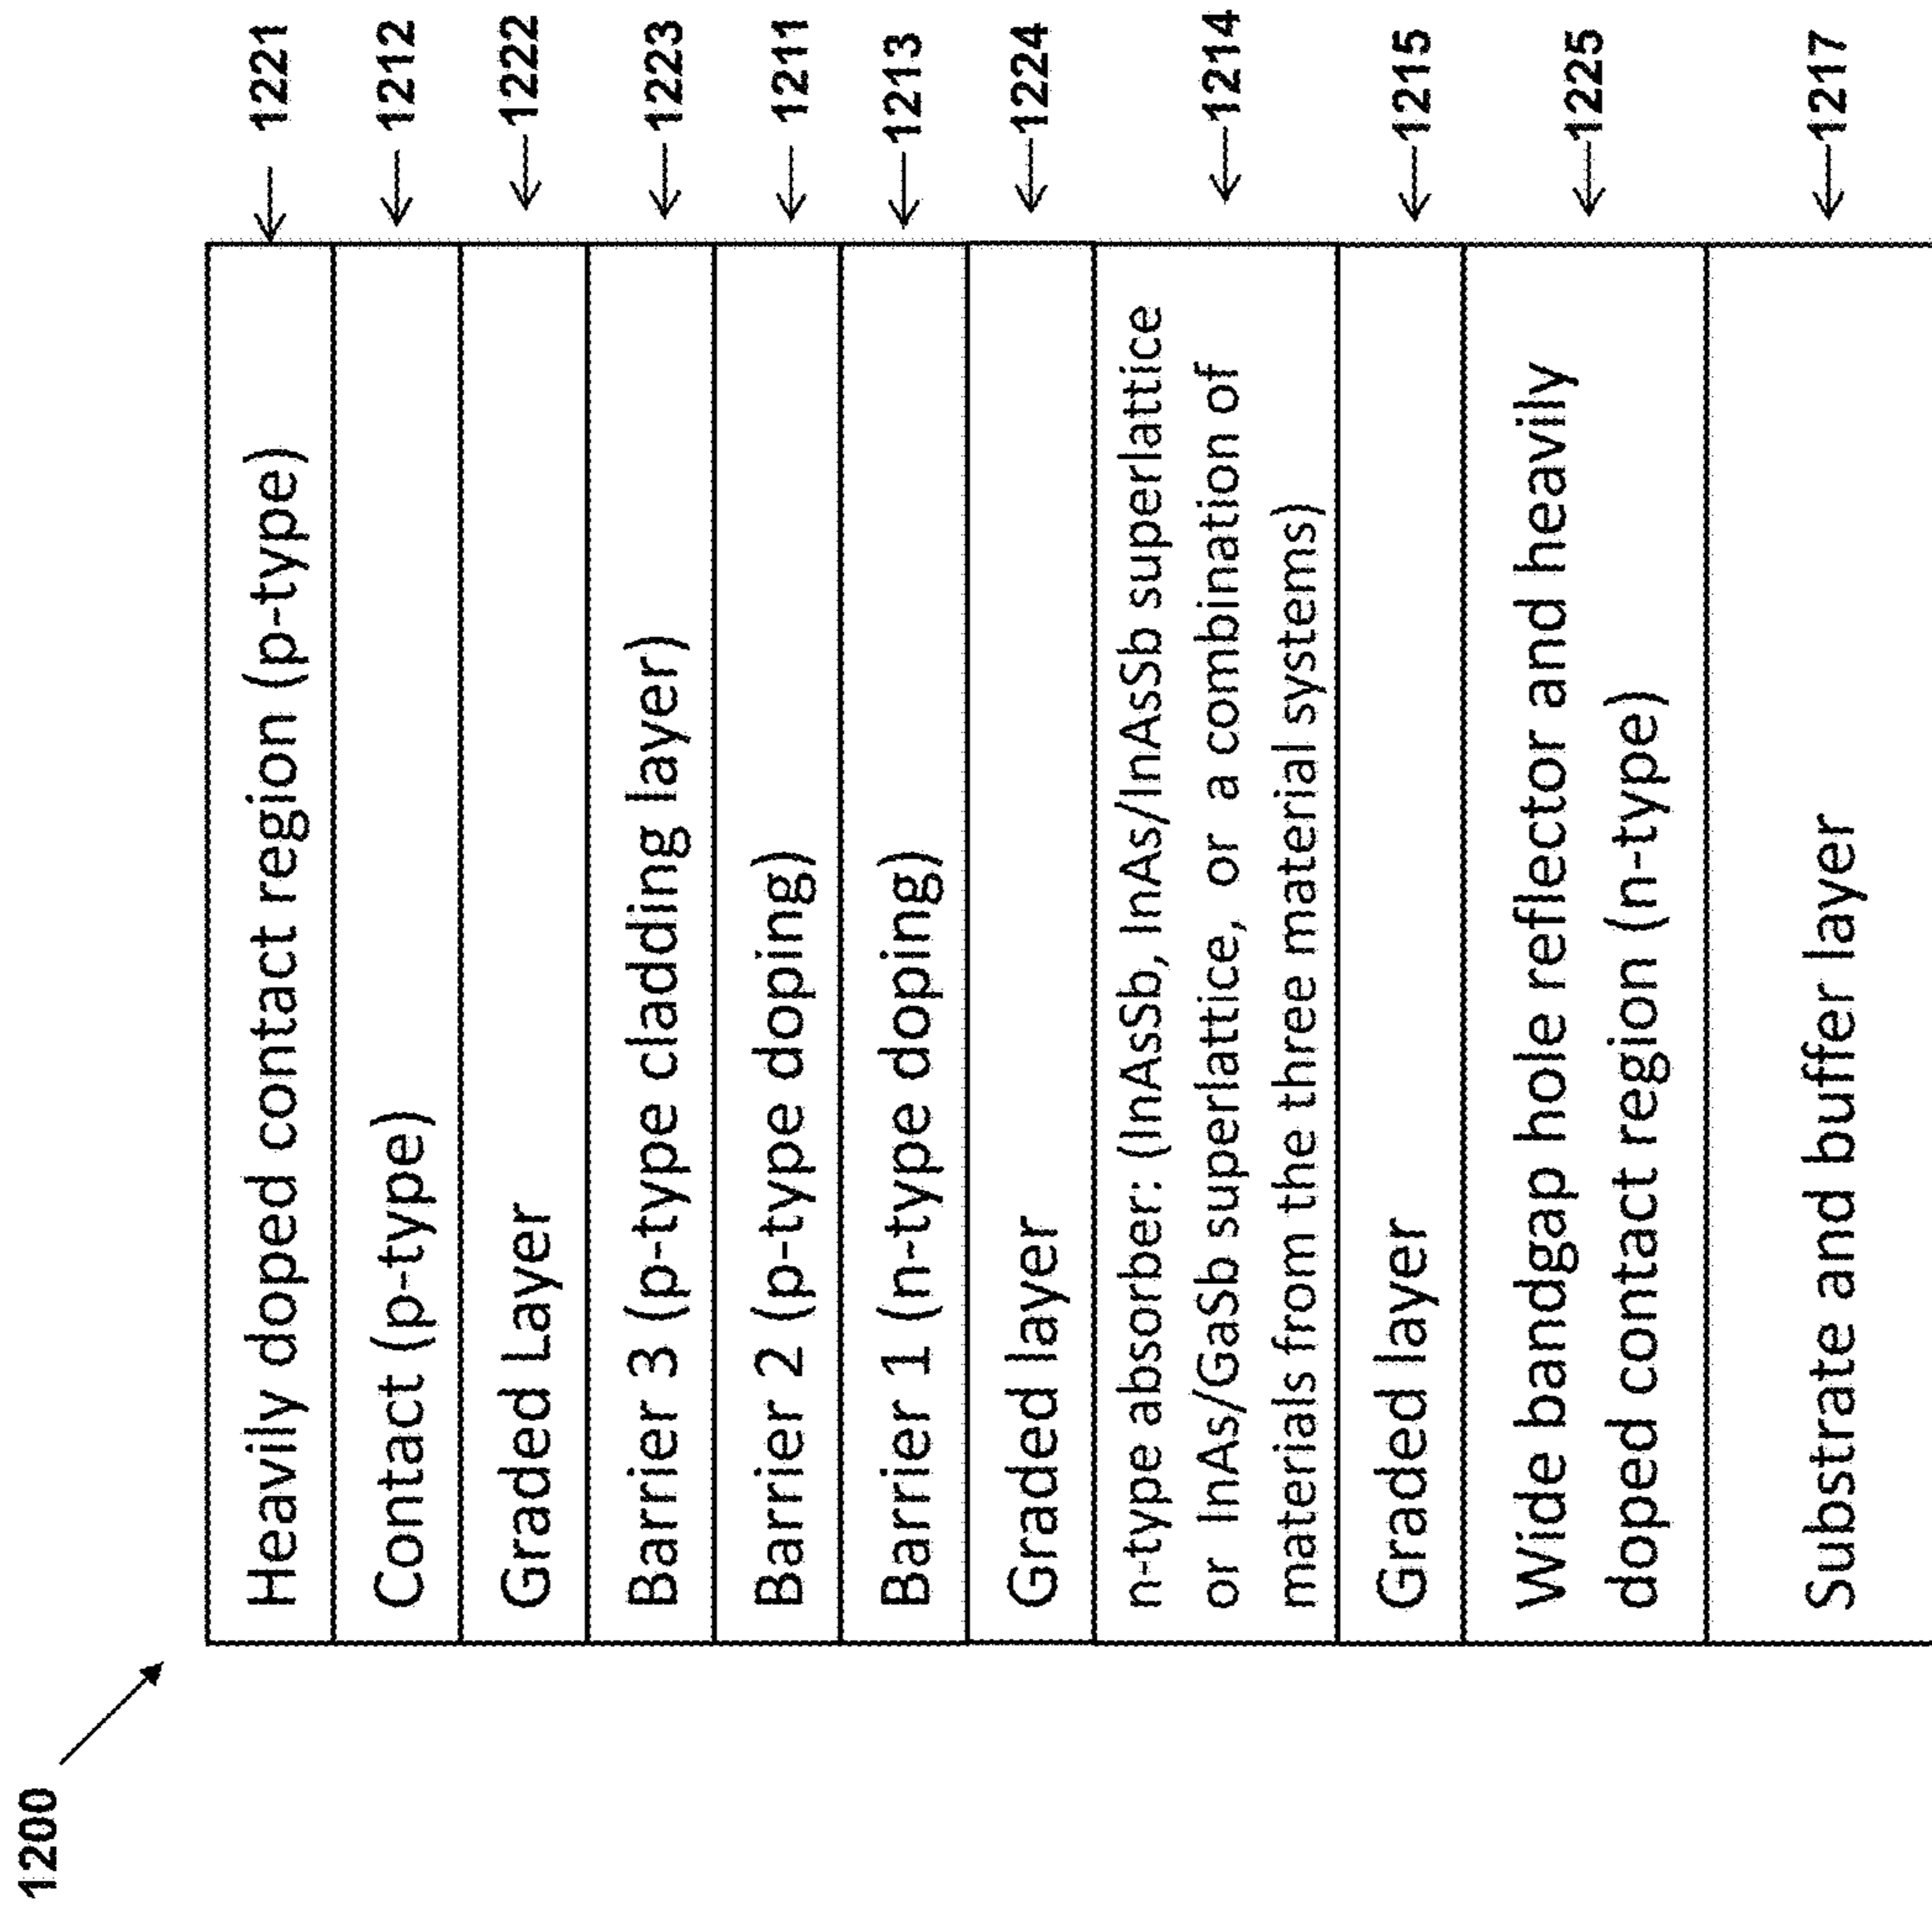 1200
Heavily doped contact region (p-type) 1221
Contact (p-type) 1212
Graded Layer 1222
Barrier 3 (p-type cladding layer) 1223
Barrier 2 (p-type doping) 1211
Barrier 1 (n-type doping) 1213
Graded layer 1224
n-type absorber: (InAsSb, InAs/InAsSb superlattice
or InAs/GaSb superlattice, or a combination of 1214
materials from the three material systems)
Graded layer 1215
Wide bandgap hole reflector and heavily 1225
doped contact region (n-type)
Substrate and buffer layer 1217